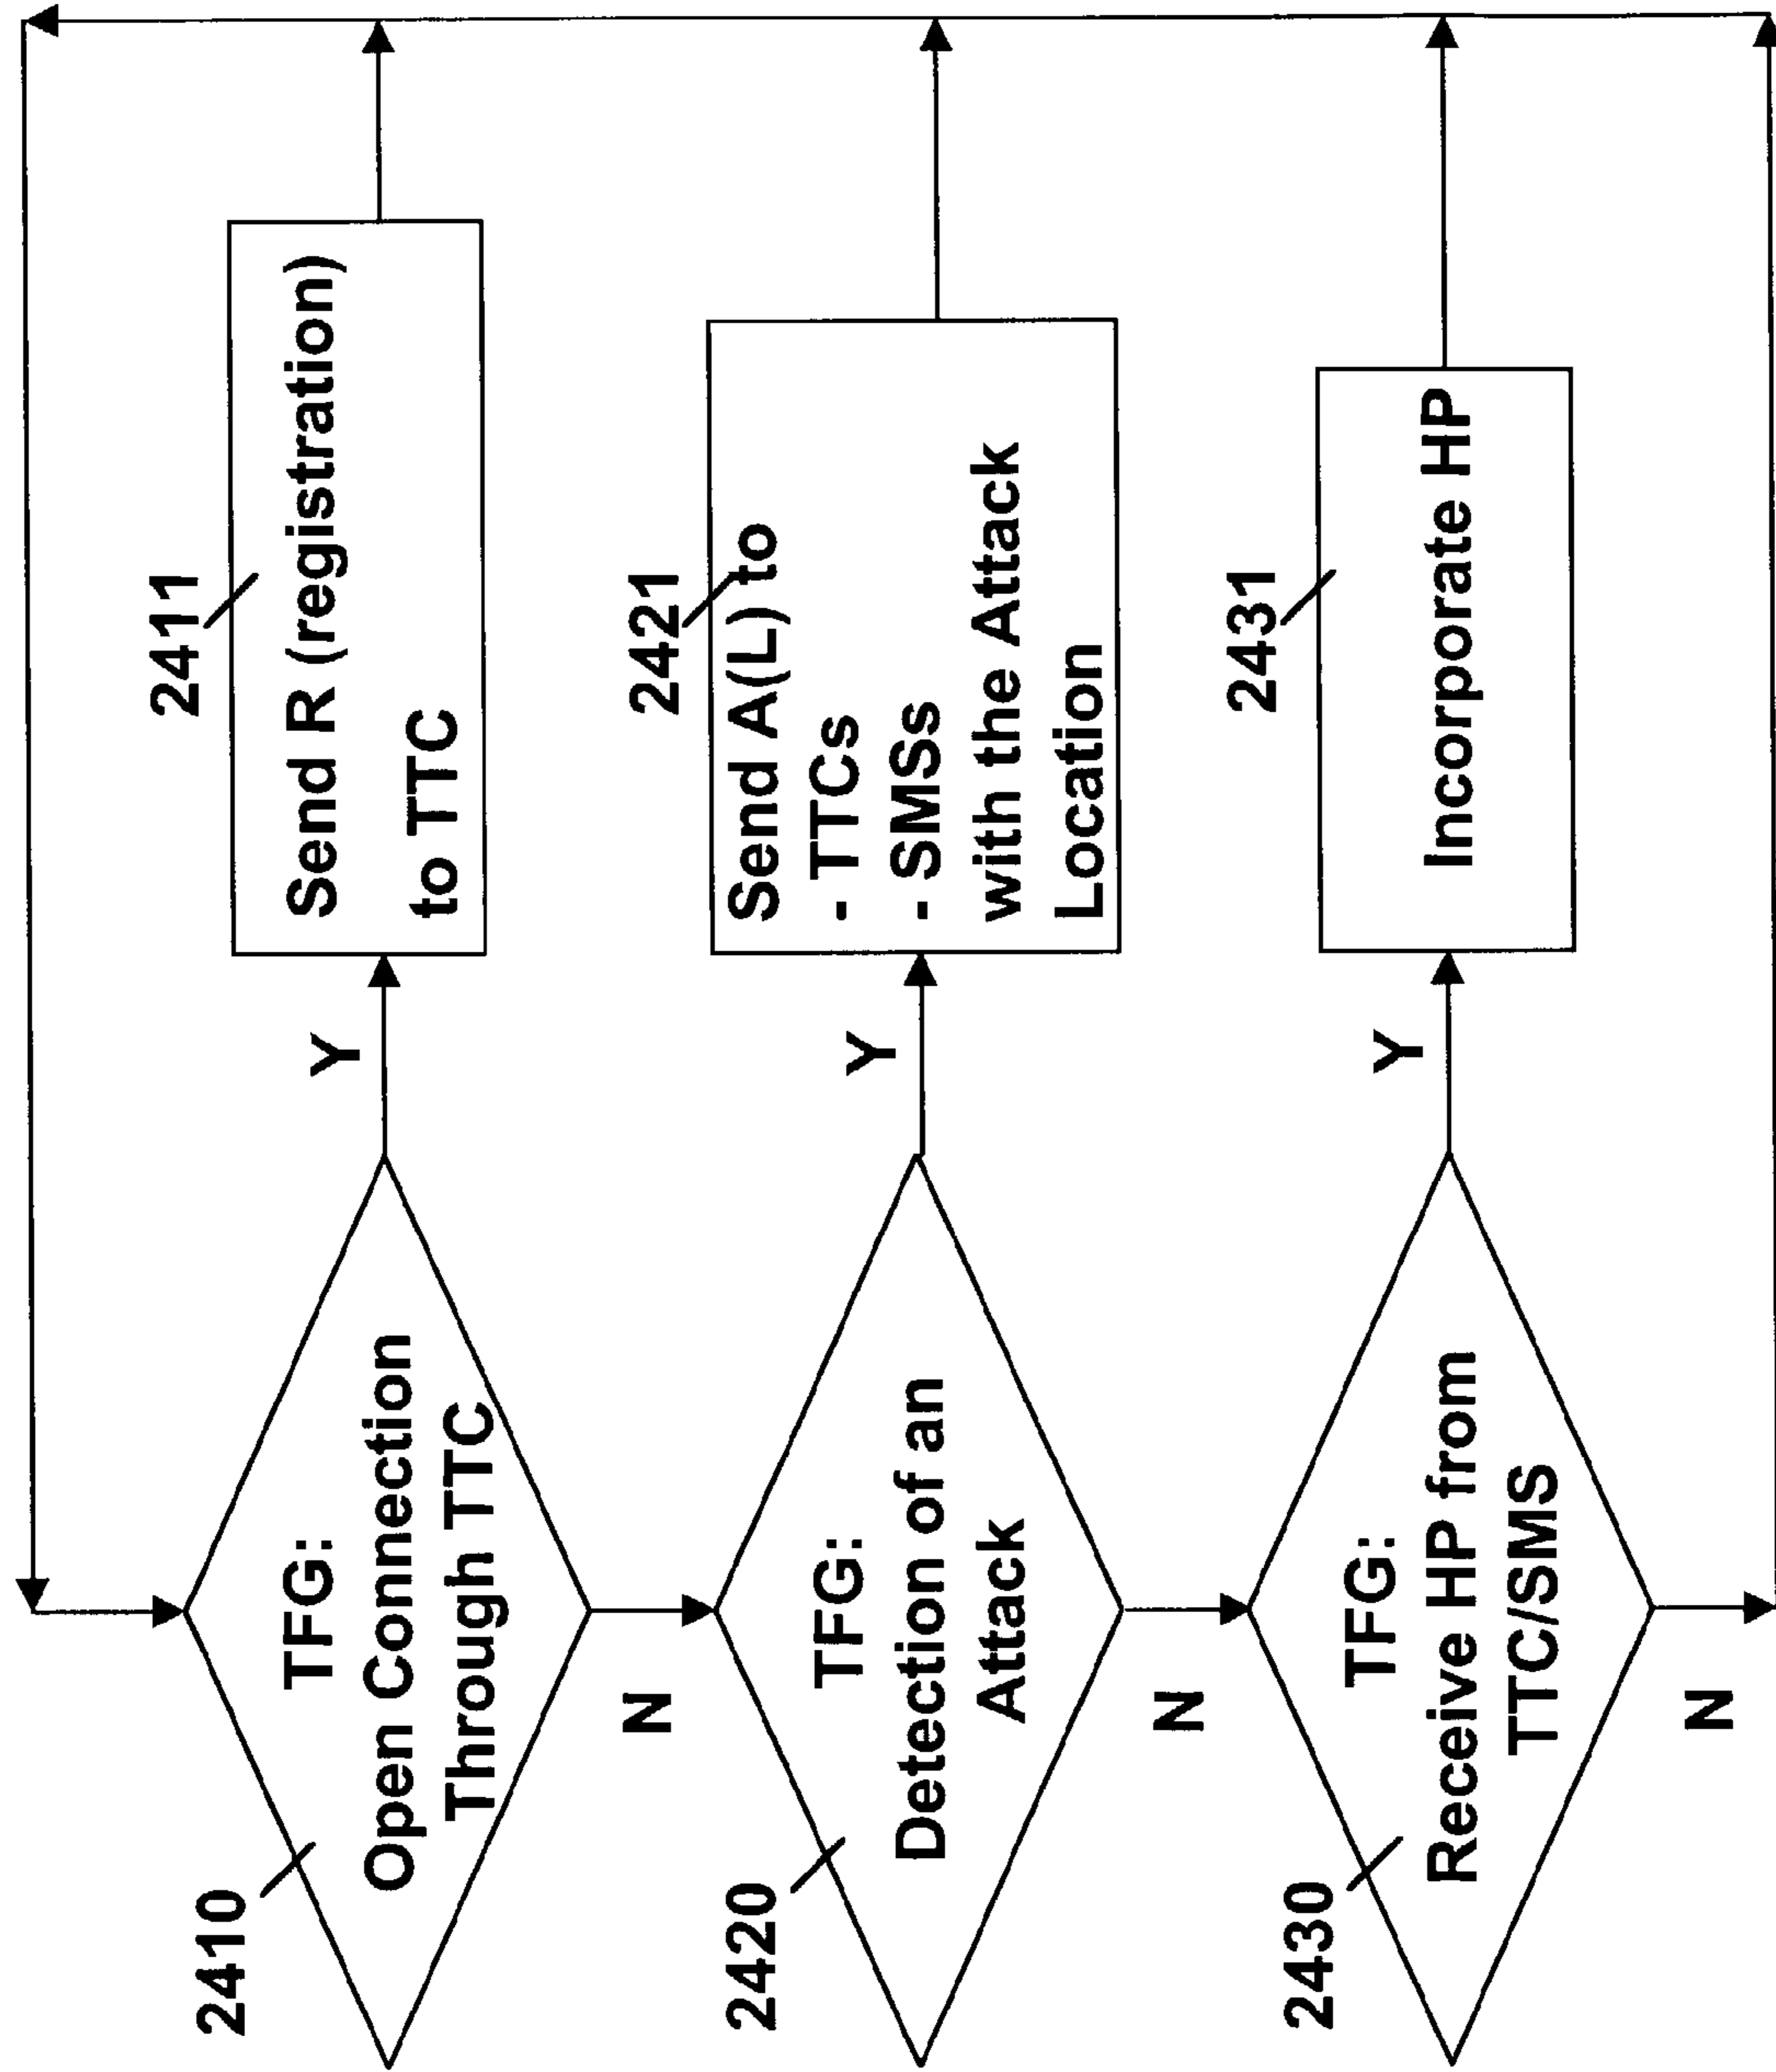 2410
TFG:
Open Connection
Through TTC
Y
2411
Send R (registration)
to TTC
N
2420
TFG:
Detection of an
Attack
Y
2421
Send A(L) to
- TTCs
- SMSs
with the Attack
Location
N
2430
TFG:
Receive HP from
TTC/SMS
Y
2431
Incorporate HP
N